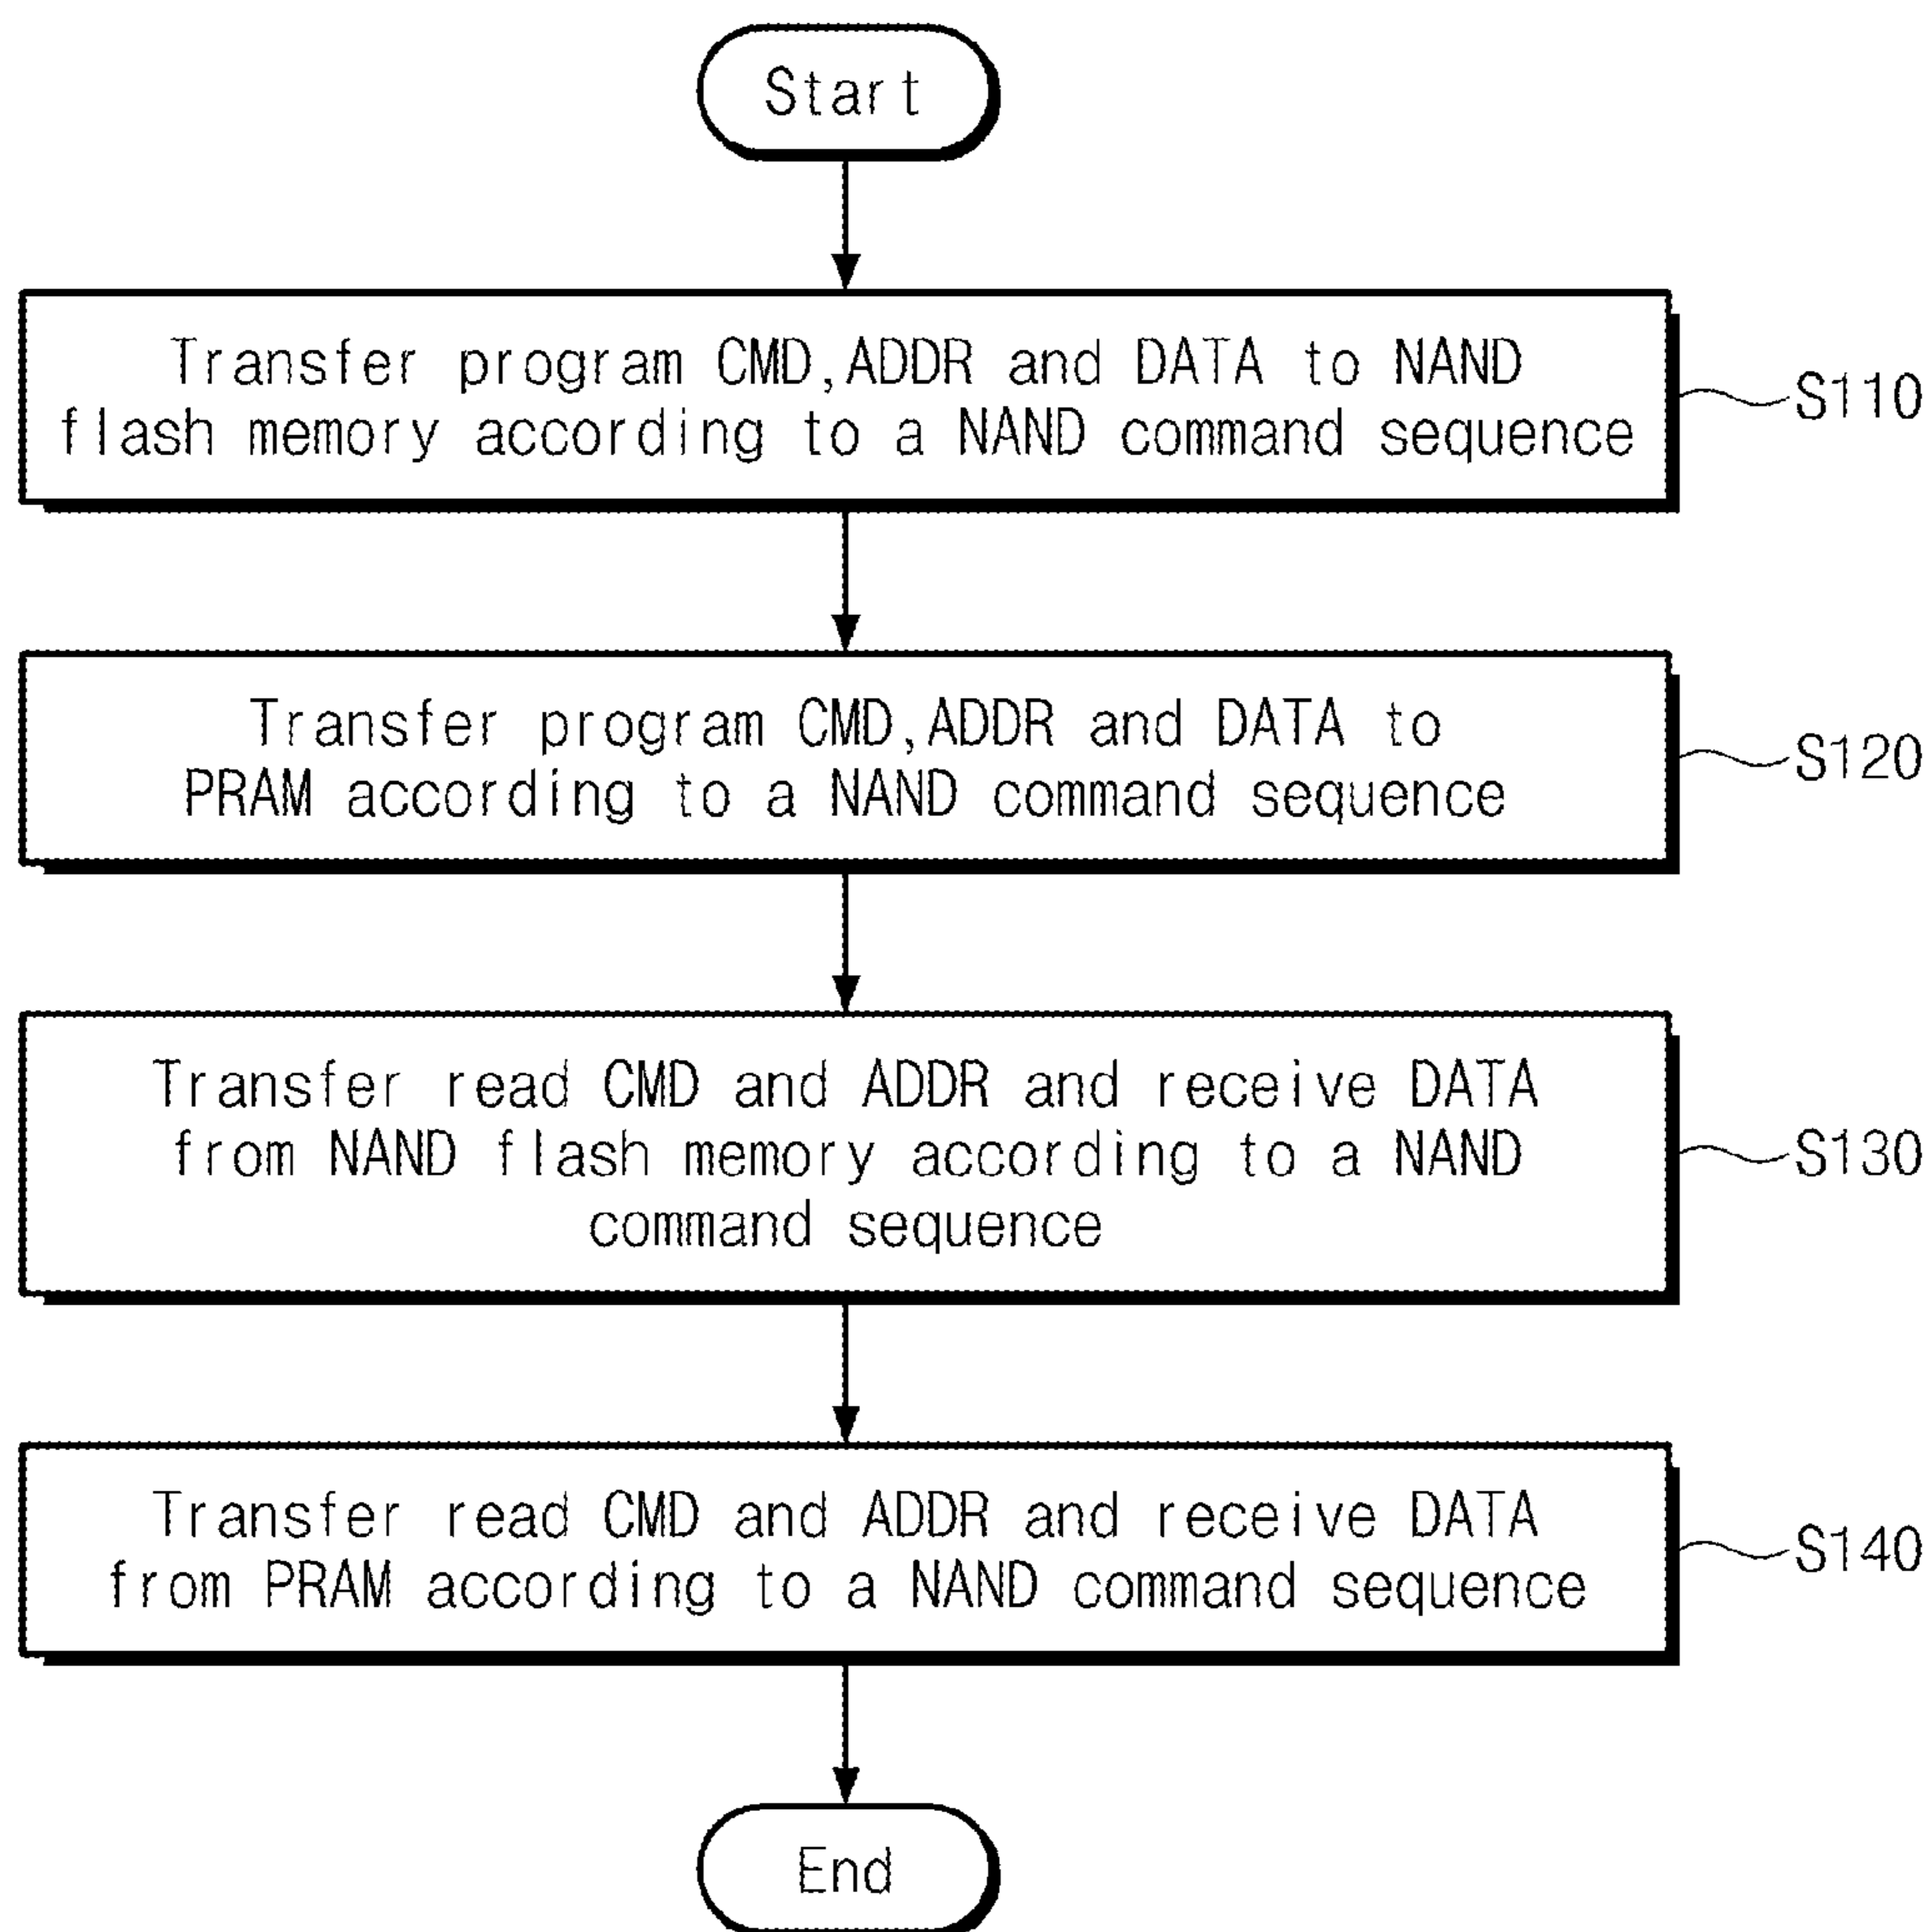 Start
Transfer program CMD,ADDR and DATA to NAND
flash memory according to a NAND command sequence
S110
Transfer program CMD,ADDR and DATA to
PRAM according to a NAND command sequence
S120
Transfer read CMD and ADDR and receive DATA
from NAND flash memory according to a NAND
command sequence
S130
Transfer read CMD and ADDR and receive DATA
from PRAM according to a NAND command sequence
S140
End